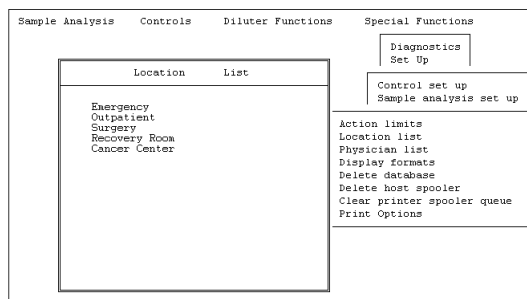 Sample Analysis Controls Diluter Functions Special Functions
Diagnostics
Set Up
Control set up
Sample analysis set up
Action limits
Location list
Physician list
Display formats
Delete database
Delete host spooler
Clear printer spooler queue
Print Options
Location List
Emergency
Outpatient
Surgery
Recovery Room
Cancer Center